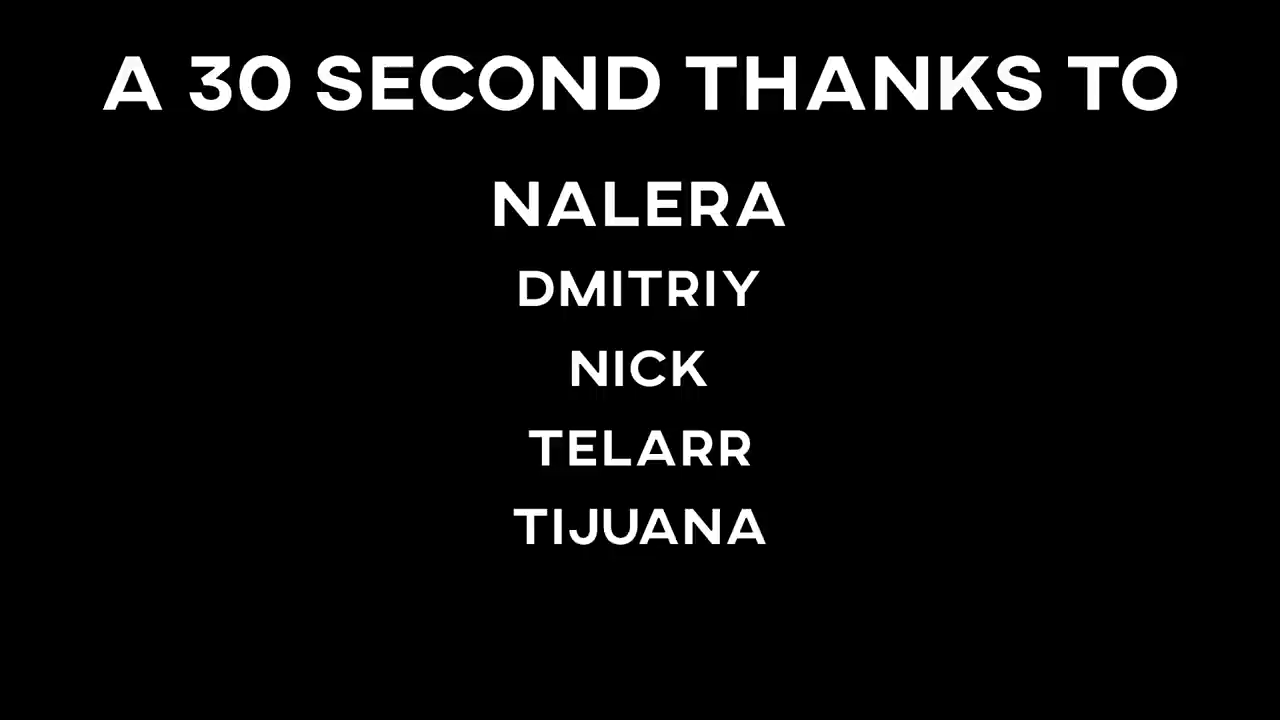 A 30 SECOND THANKS TO
NALERA
DMITRIY
NICK
TELARR
TIJUANA